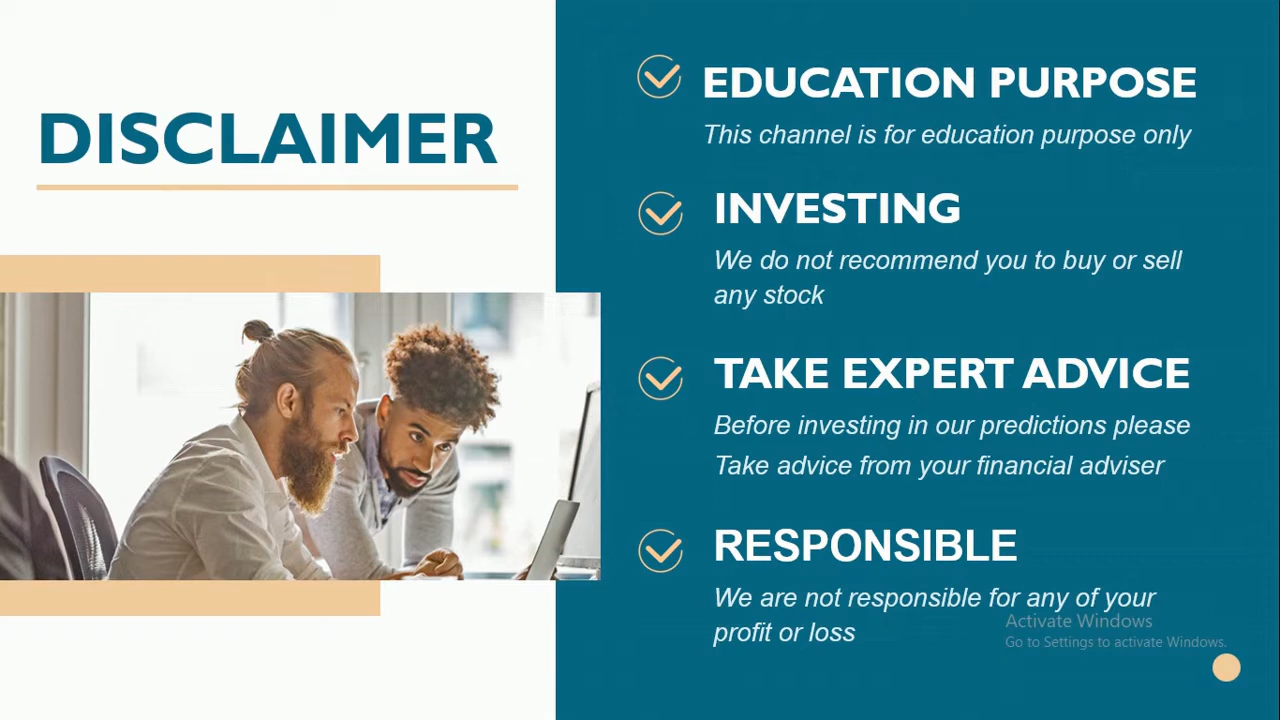 DISCLAIMER
EDUCATION PURPOSE
This channel is for education purpose only
INVESTING
We do not recommend you to buy or sell
any stock
TAKE EXPERT ADVICE
Before investing in our predictions please
Take advice from your financial adviser
RESPONSIBLE
We are not responsible for any of your
profit or loss
Activate Windows
Go to Settings to activate Windows.